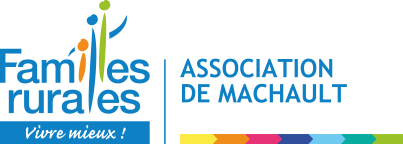 Familles
rurales
Vivre mieux !
ASSOCIATION
DE MACHAULT